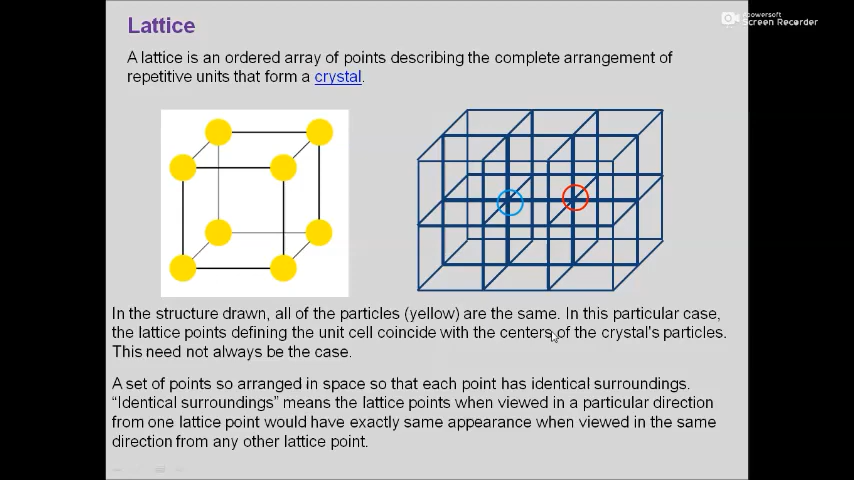 Lattice
Apowersoft
Screen Recorder
A lattice is an ordered array of points describing the complete arrangement of
repetitive units that form a crystal.
In the structure drawn, all of the particles (yellow) are the same. In this particular case,
the lattice points defining the unit cell coincide with the centers of the crystal's particles.
This need not always be the case.
A set of points so arranged in space so that each point has identical surroundings.
“Identical surroundings” means the lattice points when viewed in a particular direction
from one lattice point would have exactly same appearance when viewed in the same
direction from any other lattice point.